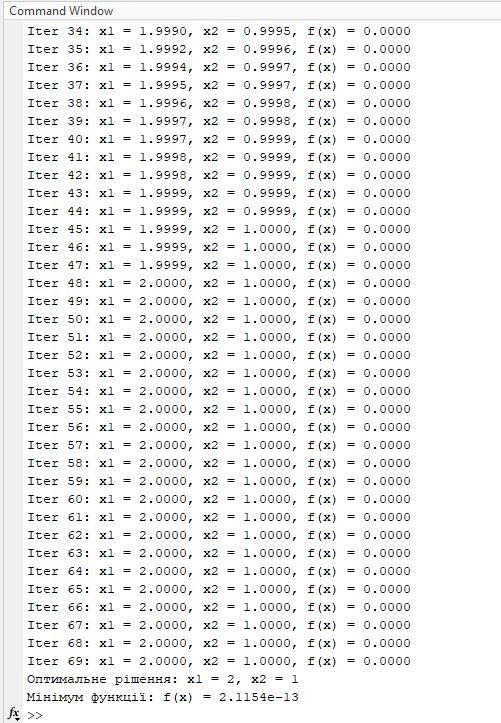 Command Window
Iter 34: x1 = 1.9990, x2 = 0.9995, f(x) = 0.0000
Iter 35: x1 = 1.9992, x2 = 0.9996, f(x) = 0.0000
Iter 36: x1 = 1.9994, x2 = 0.9997, f(x) = 0.0000
Iter 37: x1 = 1.9995, x2 = 0.9997, f(x) = 0.0000
Iter 38: x1 = 1.9996, x2 = 0.9998, f(x) = 0.0000
Iter 39: x1 = 1.9997, x2 = 0.9998, f(x) = 0.0000
Iter 40: x1 = 1.9997, x2 = 0.9999, f(x) = 0.0000
Iter 41: x1 = 1.9998, x2 = 0.9999, f(x) = 0.0000
Iter 42: x1 = 1.9998, x2 = 0.9999, f(x) = 0.0000
Iter 43: x1 = 1.9999, x2 = 0.9999, f(x) = 0.0000
Iter 44: x1 = 1.9999, x2 = 0.9999, f(x) = 0.0000
Iter 45: x1 = 1.9999, x2 = 1.0000, f(x) = 0.0000
Iter 46: x1 = 1.9999, x2 = 1.0000, f(x) = 0.0000
Iter 47: x1 = 1.9999, x2 = 1.0000, f(x) = 0.0000
Iter 48: x1 = 2.0000, x2 = 1.0000, f(x) = 0.0000
Iter 49: x1 = 2.0000, x2 = 1.0000, f(x) = 0.0000
Iter 50: x1 = 2.0000, x2 = 1.0000, f(x) = 0.0000
Iter 51: x1 = 2.0000, x2 = 1.0000, f(x) = 0.0000
Iter 52: x1 = 2.0000, x2 = 1.0000, f(x) = 0.0000
Iter 53: x1 = 2.0000, x2 = 1.0000, f(x) = 0.0000
Iter 54: x1 = 2.0000, x2 = 1.0000, f(x) = 0.0000
Iter 55: x1 = 2.0000, x2 = 1.0000, f(x) = 0.0000
Iter 56: x1 = 2.0000, x2 = 1.0000, f(x) = 0.0000
Iter 57: x1 = 2.0000, x2 = 1.0000, f(x) = 0.0000
Iter 58: x1 = 2.0000, x2 = 1.0000, f(x) = 0.0000
Iter 59: x1 = 2.0000, x2 = 1.0000, f(x) = 0.0000
Iter 60: x1 = 2.0000, x2 = 1.0000, f(x) = 0.0000
Iter 61: x1 = 2.0000, x2 = 1.0000, f(x) = 0.0000
Iter 62: x1 = 2.0000, x2 = 1.0000, f(x) = 0.0000
Iter 63: x1 = 2.0000, x2 = 1.0000, f(x) = 0.0000
Iter 64: x1 = 2.0000, x2 = 1.0000, f(x) = 0.0000
Iter 65: x1 = 2.0000, x2 = 1.0000, f(x) = 0.0000
Iter 66: x1 = 2.0000, x2 = 1.0000, f(x) = 0.0000
Iter 67: x1 = 2.0000, x2 = 1.0000, f(x) = 0.0000
Iter 68: x1 = 2.0000, x2 = 1.0000, f(x) = 0.0000
Iter 69: x1 = 2.0000, x2 = 1.0000, f(x) = 0.0000
Оптимальне рішення: x1 = 2, x2 = 1
Мінімум функції: f(x) = 2.1154e-13
fx >>